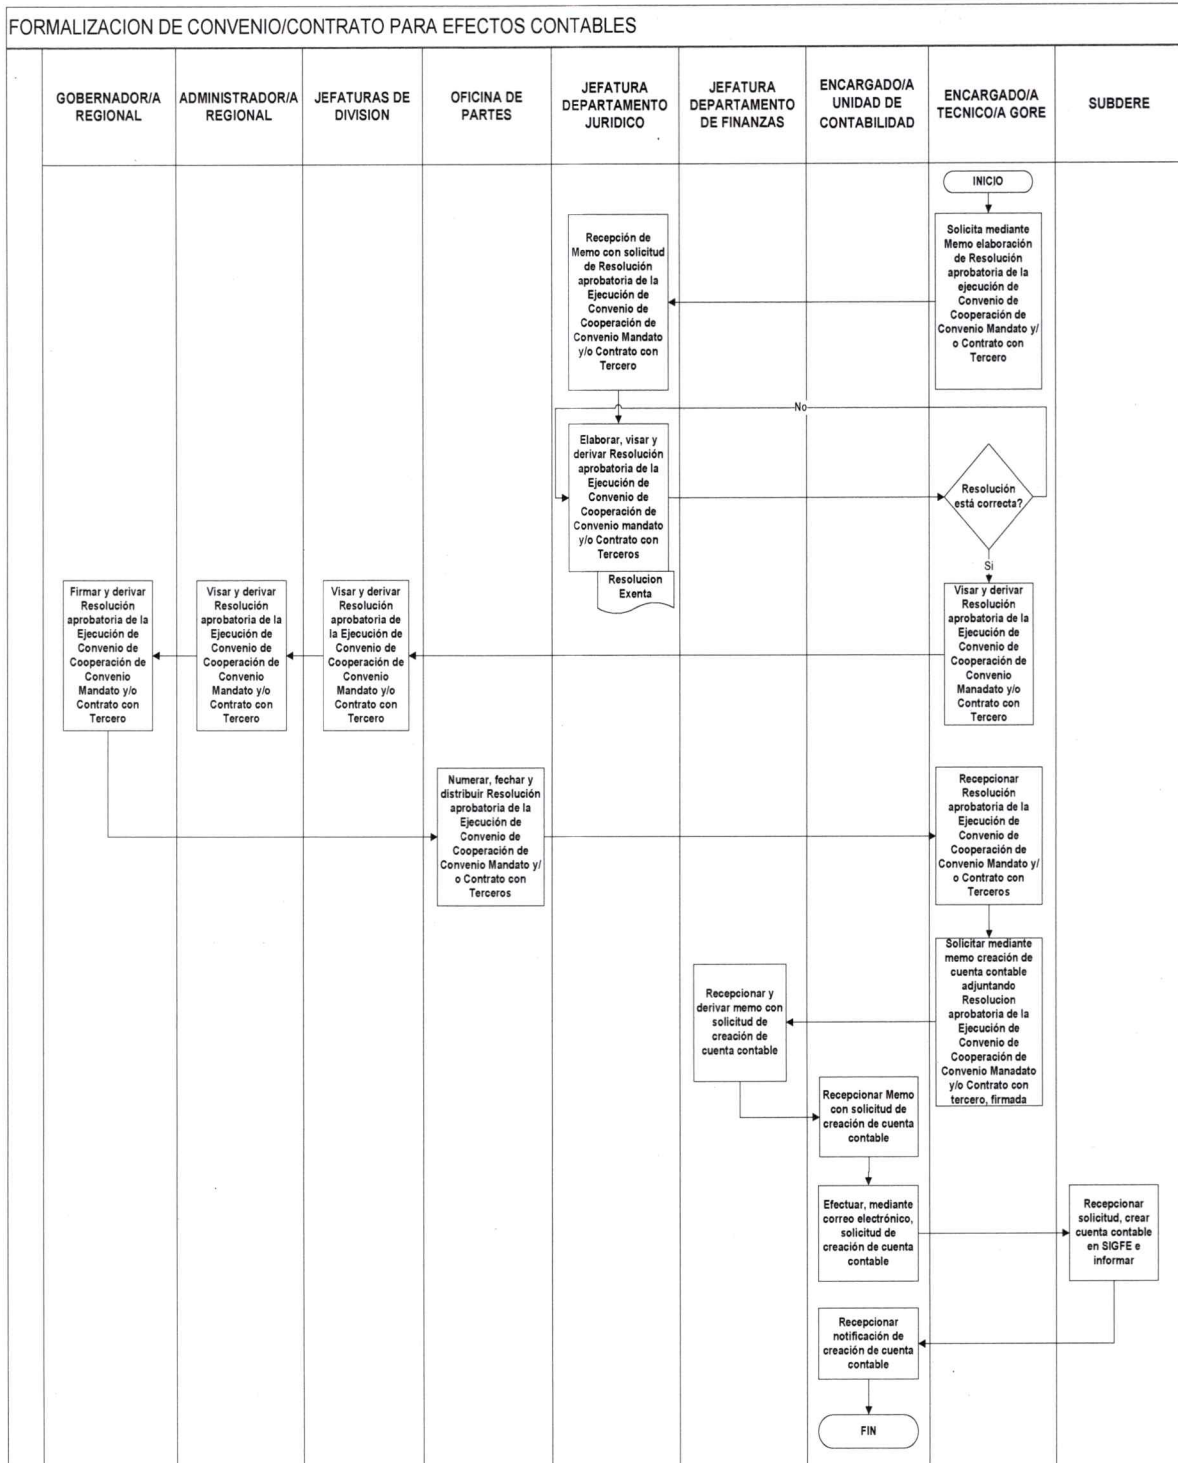 FORMALIZACION DE CONVENIO/CONTRATO PARA EFECTOS CONTABLES
GOBERNADOR/A
REGIONAL
ADMINISTRADOR/A
REGIONAL
JEFATURAS DE
DIVISION
OFICINA DE
PARTES
JEFATURA
DEPARTAMENTO
JURIDICO
JEFATURA
DEPARTAMENTO
DE FINANZAS
ENCARGADO/A
UNIDAD DE
CONTABILIDAD
ENCARGADO/A
TECNICO/A GORE
SUBDERE
INICIO
Solicita mediante
Memo elaboración
de Resolución
aprobatoria de la
ejecución de
Convenio de
Cooperación de
Convenio Mandato y/
o Contrato con
Tercero
Recepción de
Memo con solicitud
de Resolución
aprobatoria de la
Ejecución de
Convenio de
Cooperación de
Convenio Mandato
y/o Contrato con
Tercero
No
Elaborar, visar y
derivar Resolución
aprobatoria de la
Ejecución de
Convenio de
Cooperación de
Convenio mandato
y/o Contrato con
Terceros
Resolucion
Exenta
Resolución
está correcta?
Si
Visar y derivar
Resolución
aprobatoria de la
Ejecución de
Convenio de
Cooperación de
Convenio
Manadato y/o
Contrato con
Tercero
Visar y derivar
Resolución
aprobatoria de
la Ejecución de
Convenio de
Cooperación de
Convenio
Mandato y/o
Contrato con
Tercero
Visar y derivar
Resolución
aprobatoria de la
Ejecución de
Convenio de
Cooperación de
Convenio
Mandato y/o
Contrato con
Tercero
Firmar y derivar
Resolución
aprobatoria de la
Ejecución de
Convenio de
Cooperación de
Convenio
Mandato y/o
Contrato con
Tercero
Numerar, fechar y
distribuir Resolución
aprobatoria de la
Ejecución de
Convenio de
Cooperación de
Convenio Mandato y/
o Contrato con
Terceros
Recepcionar
Resolución
aprobatoria de la
Ejecución de
Convenio de
Cooperación de
Convenio Mandato y/
o Contrato con
Terceros
Solicitar mediante
memo creación de
cuenta contable
adjuntando
Resolucion
aprobatoria de la
Ejecución de
Convenio de
Cooperación de
Convenio Manadato
y/o Contrato con
tercero, firmada
Recepcionar y
derivar memo con
solicitud de
creación de
cuenta contable
Recepcionar Memo
con solicitud de
creación de cuenta
contable
Efectuar, mediante
correo electrónico,
solicitud de
creación de cuenta
contable
Recepcionar
solicitud, crear
cuenta contable
en SIGFE e
informar
Recepcionar
notificación de
creación de cuenta
contable
FIN